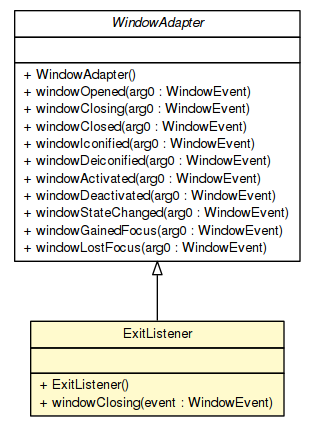 WindowAdapter
+ WindowAdapter()
+ windowOpened(arg0 : WindowEvent)
+ windowClosing(arg0 : WindowEvent)
+ windowClosed(arg0 : WindowEvent)
+ windowIconified(arg0 : WindowEvent)
+ windowDeiconified(arg0 : WindowEvent)
+ windowActivated(arg0 : WindowEvent)
+ windowDeactivated(arg0 : WindowEvent)
+ windowStateChanged(arg0 : WindowEvent)
+ windowGainedFocus(arg0 : WindowEvent)
+ windowLostFocus(arg0 : WindowEvent)
ExitListener
+ ExitListener()
+ windowClosing(event : WindowEvent)